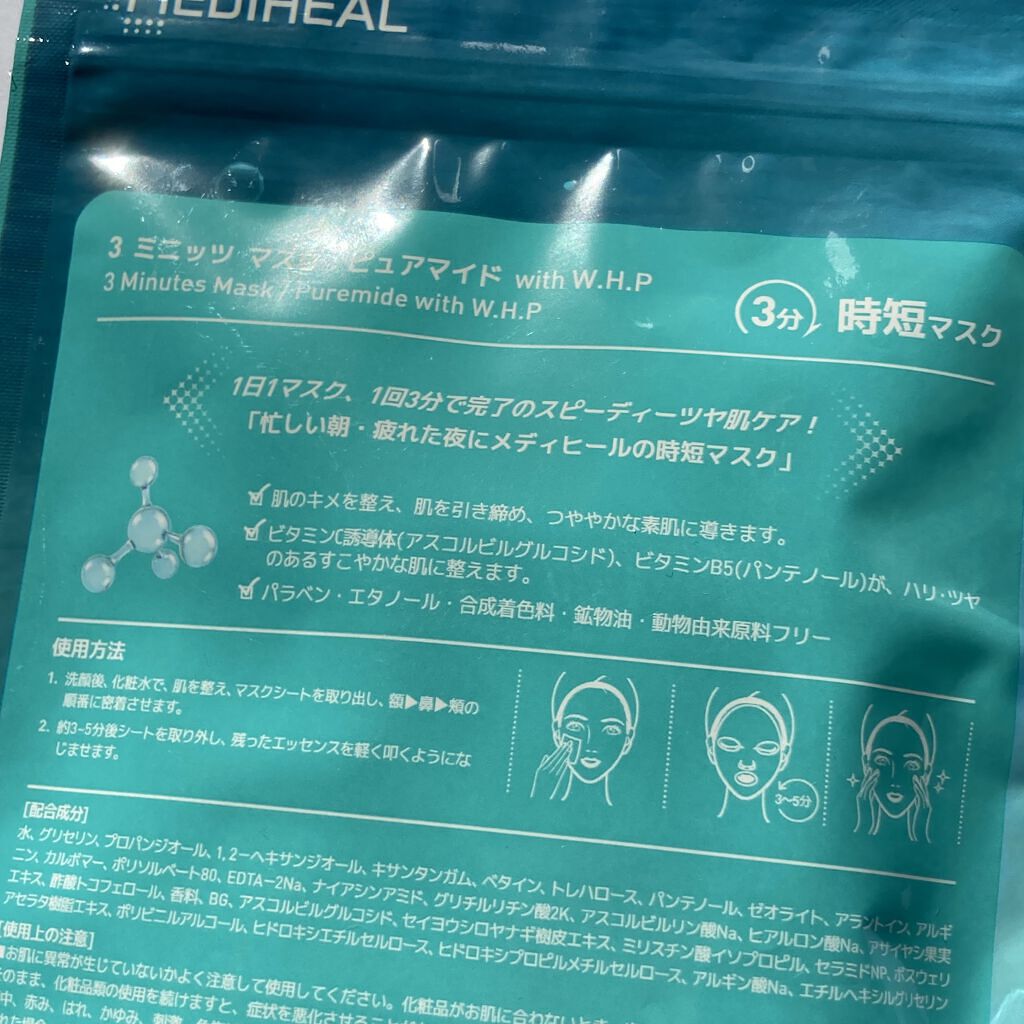 MEDIHEAL
3 ミニッツ マスク ピュアマイド with W.H.P
3 Minutes Mask / Puremide with W.H.P
3分 時短マスク
1日1マスク、1回3分で完了のスピーディーツヤ肌ケア!
「忙しい朝・疲れた夜にメディヒールの時短マスク」
肌のキメを整え、肌を引き締め、つややかな素肌に導きます。
ビタミンC誘導体(アスコルビルグルコシド)、ビタミンB5(パンテノール)が、ハリ・ツヤ
のあるすこやかな肌に整えます。
パラベン・エタノール・合成着色料・鉱物油・動物由来原料フリー
使用方法
1. 洗顔後、化粧水で、肌を整え、マスクシートを取り出し、額▶鼻▶頬の
順番に密着させます。
2. 約3-5分後シートを取り外し、残ったエッセンスを軽く叩くようにな
じませます。
3〜5分
[配合成分]
水、グリセリン、プロパンジオール、1,2-ヘキサンジオール、キサンタンガム、ベタイン、トレハロース、パンテノール、ゼオライト、アラントイン、アルギ
ニン、カルボマー、ポリソルベート80、EDTA-2Na、ナイアシンアミド、グリチルリチン酸2K、アスコルビルリン酸Na、ヒアルロン酸Na、アサイヤシ果実
エキス、酢酸トコフェロール、香料、BG、アスコルビルグルコシド、セイヨウシロヤナギ樹皮エキス、ミリスチン酸イソプロピル、セラミドNP、ボスウェリ
アセラタ樹脂エキス、ポリビニルアルコール、ヒドロキシエチルセルロース、ヒドロキシプロピルメチルセルロース、アルギン酸Na、エチルヘキシルグリセリン
[使用上の注意]
■お肌に異常が生じていないかよく注意して使用してください。化粧品がお肌に合わないとき
そのまま、化粧品類の使用を続けますと、症状を悪化させること
中、赤み、はれ、かゆみ、刺激